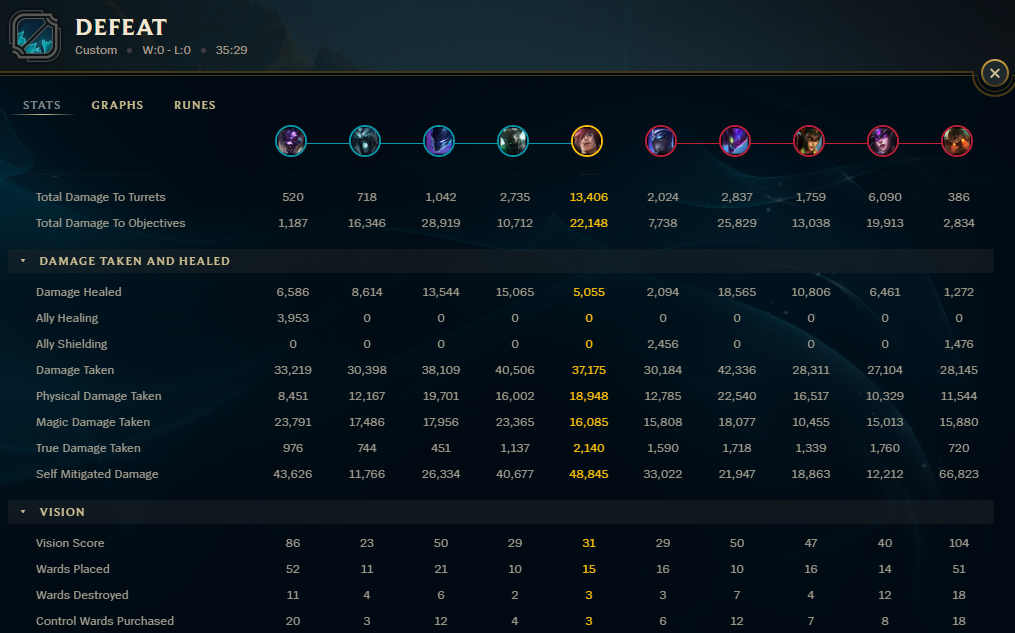 DEFEAT
Custom • W:0 - L:0 • 35:29
STATS GRAPHS RUNES
Total Damage To Turrets 520 718 1,042 2,735 13,406 2,024 2,837 1,759 6,090 386
Total Damage To Objectives 1,187 16,346 28,919 10,712 22,148 7,738 25,829 13,038 19,913 2,834
DAMAGE TAKEN AND HEALED
Damage Healed 6,586 8,614 13,544 15,065 5,055 2,094 18,565 10,806 6,461 1,272
Ally Healing 3,953 0 0 0 0 0 0 0 0 0
Ally Shielding 0 0 0 0 0 2,456 0 0 0 1,476
Damage Taken 33,219 30,398 38,109 40,506 37,175 30,184 42,336 28,311 27,104 28,145
Physical Damage Taken 8,451 12,167 19,701 16,002 18,948 12,785 22,540 16,517 10,329 11,544
Magic Damage Taken 23,791 17,486 17,956 23,365 16,085 15,808 18,077 10,455 15,013 15,880
True Damage Taken 976 744 451 1,137 2,140 1,590 1,718 1,339 1,760 720
Self Mitigated Damage 43,626 11,766 26,334 40,677 48,845 33,022 21,947 18,863 12,212 66,823
VISION
Vision Score 86 23 50 29 31 29 50 47 40 104
Wards Placed 52 11 21 10 15 16 10 16 14 51
Wards Destroyed 11 4 6 2 3 3 7 4 12 18
Control Wards Purchased 20 3 12 4 3 6 12 7 8 18